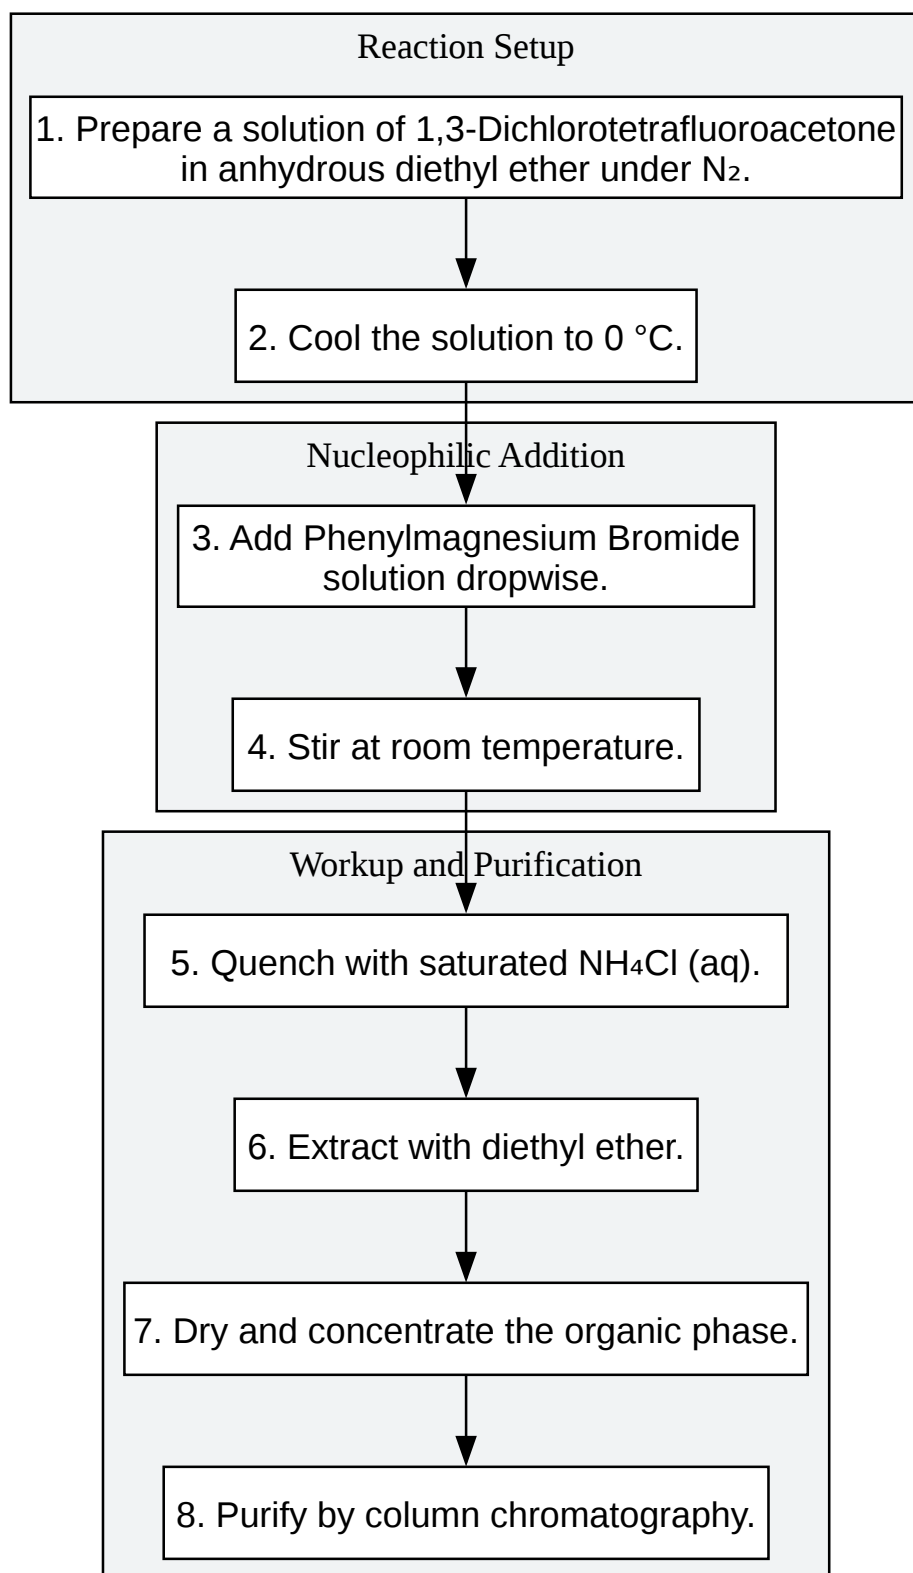 Reaction Setup
1. Prepare a solution of 1,3-Dichlorotetrafluoroacetone
in anhydrous diethyl ether under N₂.
2. Cool the solution to 0 °C.
Nucleophilic Addition
3. Add Phenylmagnesium Bromide
solution dropwise.
4. Stir at room temperature.
Workup and Purification
5. Quench with saturated NH₄Cl (aq).
6. Extract with diethyl ether.
7. Dry and concentrate the organic phase.
8. Purify by column chromatography.